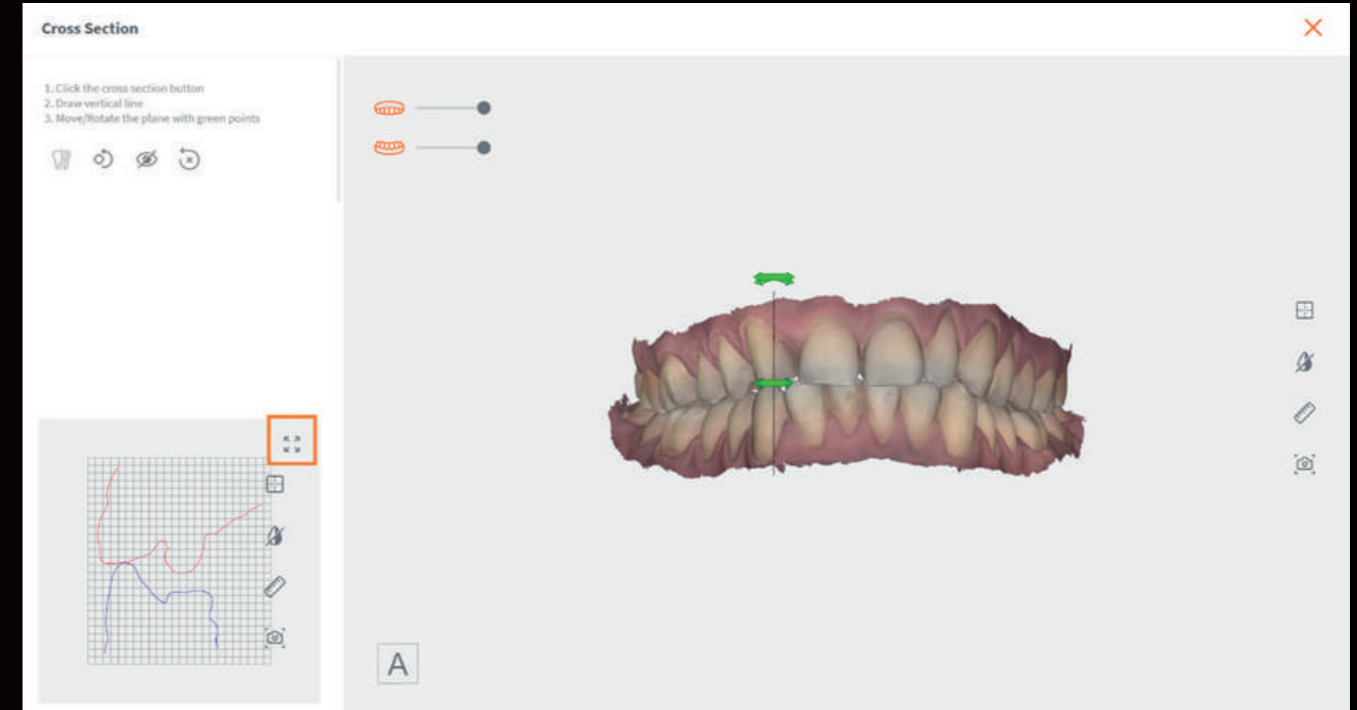 Cross Section
1. Click the cross section button
2. Draw vertical line
3. Move/Rotate the plane with green points
A